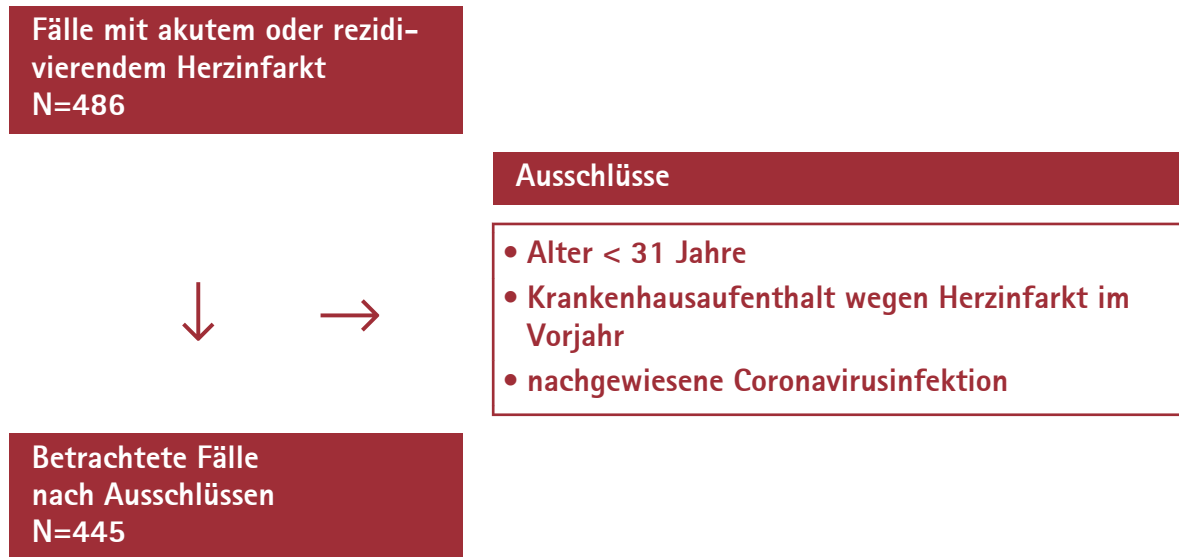 Fälle mit akutem oder rezidi-
vierendem Herzinfarkt
N=486
Ausschlüsse
• Alter < 31 Jahre
• Krankenhausaufenthalt wegen Herzinfarkt im
Vorjahr
• nachgewiesene Coronavirusinfektion
Betrachtete Fälle
nach Ausschlüssen
N=445